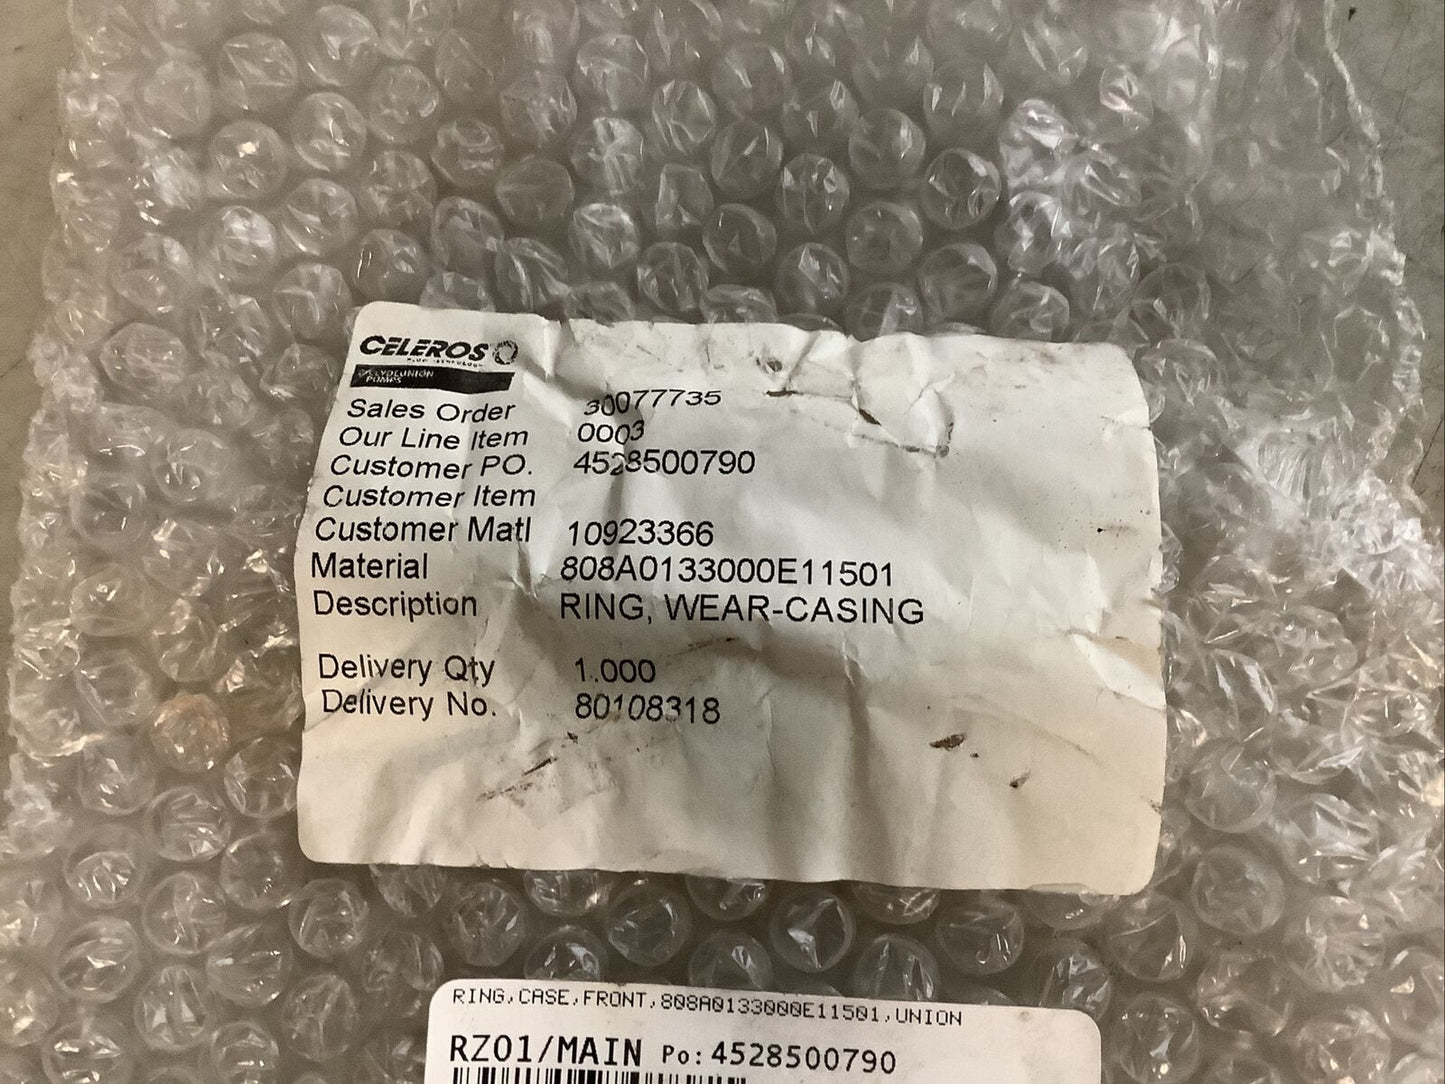 CELEROS
FLOW TECHNOLOGY
CLYDEUNION
PUMPS
Sales Order 30077735
Our Line Item 0003
Customer PO. 4528500790
Customer Item
Customer Matl 10923366
Material 808A0133000E11501
Description RING, WEAR-CASING
Delivery Qty 1.000
Delivery No. 80108318
RING,CASE,FRONT,808A0133000E11501,UNION
RZ01/MAIN Po: 4528500790